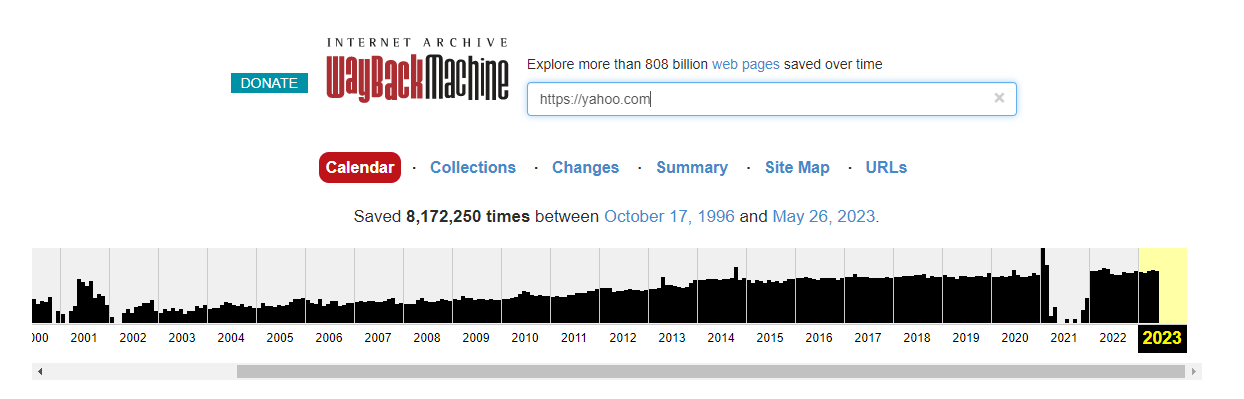 INTERNET ARCHIVE
WayBackMachine
DONATE
Explore more than 808 billion web pages saved over time
https://yahoo.com
Calendar · Collections · Changes · Summary · Site Map · URLs
Saved 8,172,250 times between October 17, 1996 and May 26, 2023.
000 2001 2002 2003 2004 2005 2006 2007 2008 2009 2010 2011 2012 2013 2014 2015 2016 2017 2018 2019 2020 2021 2022 2023